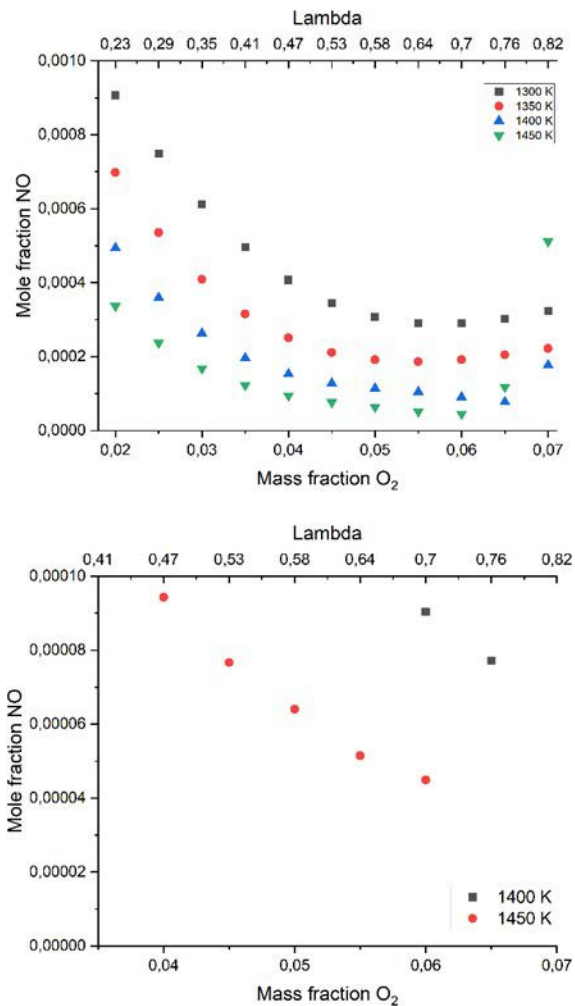 Lambda
0,23 0,29 0,35 0,41 0,47 0,53 0,58 0,64 0,7 0,76 0,82
0,0010
1300 K
1350 K
1400 K
1450 K
0,0008
0,0006
Mole fraction NO
0,0004
0,0002
0,0000
0,02 0,03 0,04 0,05 0,06 0,07
Mass fraction O₂
Lambda
0,41 0,47 0,53 0,58 0,64 0,7 0,76 0,82
0,00010
0,00008
0,00006
Mole fraction NO
0,00004
0,00002
1400 K
1450 K
0,00000
0,04 0,05 0,06 0,07
Mass fraction O₂